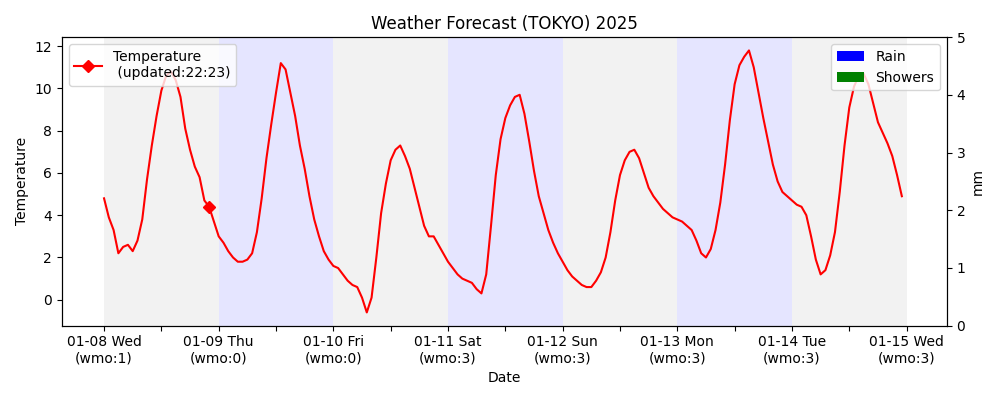 Weather Forecast (TOKYO) 2025
Temperature
(updated:22:23)
Rain
Showers
12
10
8
6
4
2
0
Temperature
5
4
3
2
1
0
mm
01-08 Wed
(wmo:1)
01-09 Thu
(wmo:0)
01-10 Fri
(wmo:0)
01-11 Sat
(wmo:3)
01-12 Sun
(wmo:3)
01-13 Mon
(wmo:3)
01-14 Tue
(wmo:3)
01-15 Wed
(wmo:3)
Date